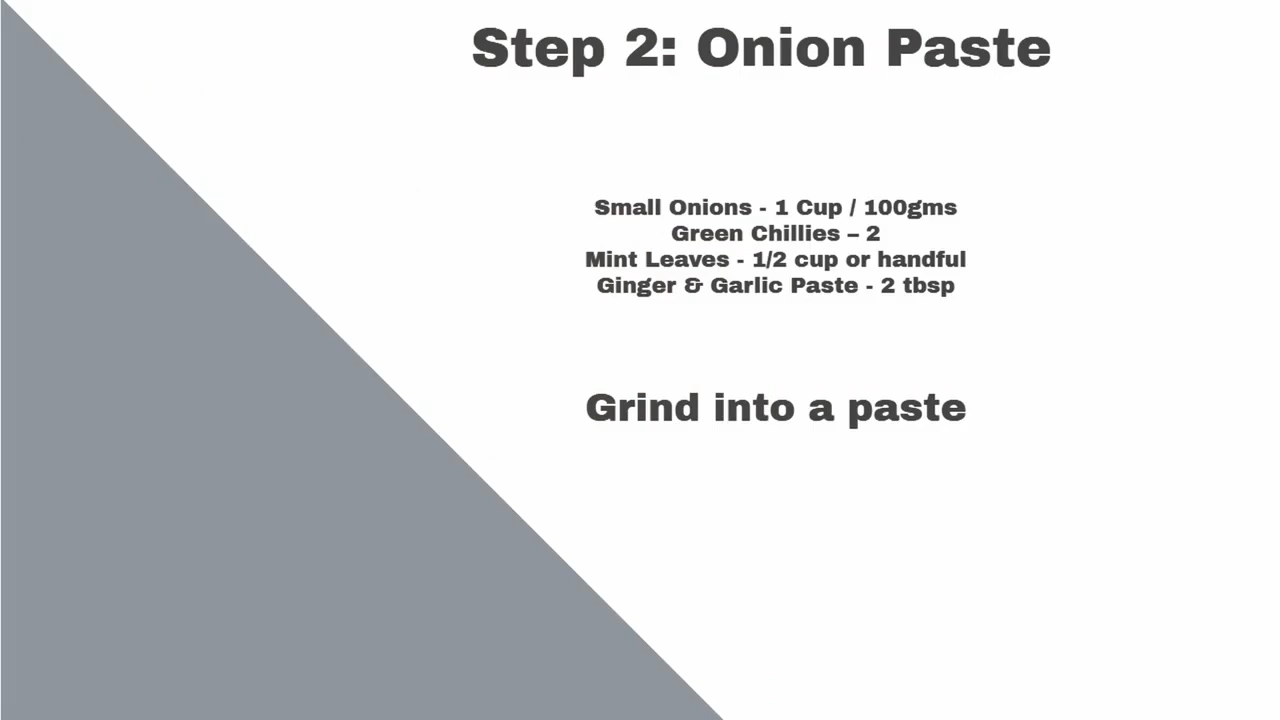 Step 2: Onion Paste
Small Onions - 1 Cup / 100gms
Green Chillies – 2
Mint Leaves - 1/2 cup or handful
Ginger & Garlic Paste - 2 tbsp
Grind into a paste